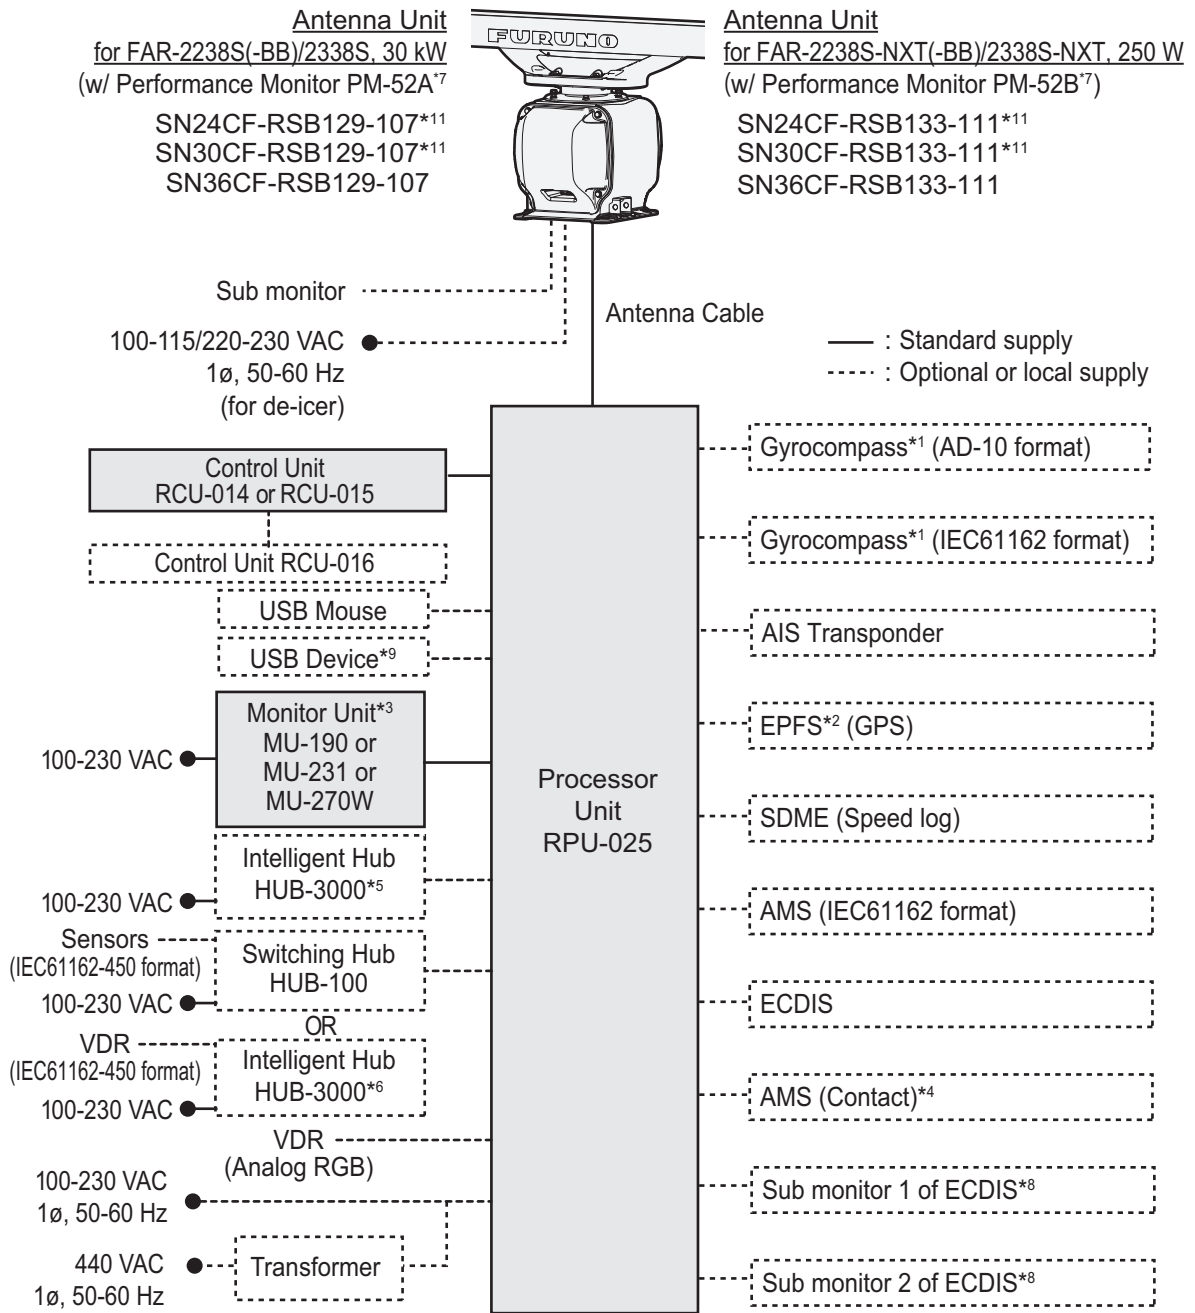 Antenna Unit
for FAR-2238S(-BB)/2338S, 30 kW
(w/ Performance Monitor PM-52A*7
SN24CF-RSB129-107*11
SN30CF-RSB129-107*11
SN36CF-RSB129-107
FURUNO
Antenna Unit
for FAR-2238S-NXT(-BB)/2338S-NXT, 250 W
(w/ Performance Monitor PM-52B*7)
SN24CF-RSB133-111*11
SN30CF-RSB133-111*11
SN36CF-RSB133-111
Sub monitor
100-115/220-230 VAC
1ø, 50-60 Hz
(for de-icer)
Antenna Cable
: Standard supply
: Optional or local supply
Control Unit
RCU-014 or RCU-015
Control Unit RCU-016
USB Mouse
USB Device*9
Monitor Unit*3
MU-190 or
MU-231 or
MU-270W
100-230 VAC
Intelligent Hub
HUB-3000*5
100-230 VAC
Sensors
(IEC61162-450 format)
Switching Hub
HUB-100
100-230 VAC
OR
VDR
(IEC61162-450 format)
Intelligent Hub
HUB-3000*6
100-230 VAC
VDR
(Analog RGB)
100-230 VAC
1ø, 50-60 Hz
440 VAC
1ø, 50-60 Hz
Transformer
Processor
Unit
RPU-025
Gyrocompass*1 (AD-10 format)
Gyrocompass*1 (IEC61162 format)
AIS Transponder
EPFS*2 (GPS)
SDME (Speed log)
AMS (IEC61162 format)
ECDIS
AMS (Contact)*4
Sub monitor 1 of ECDIS*8
Sub monitor 2 of ECDIS*8